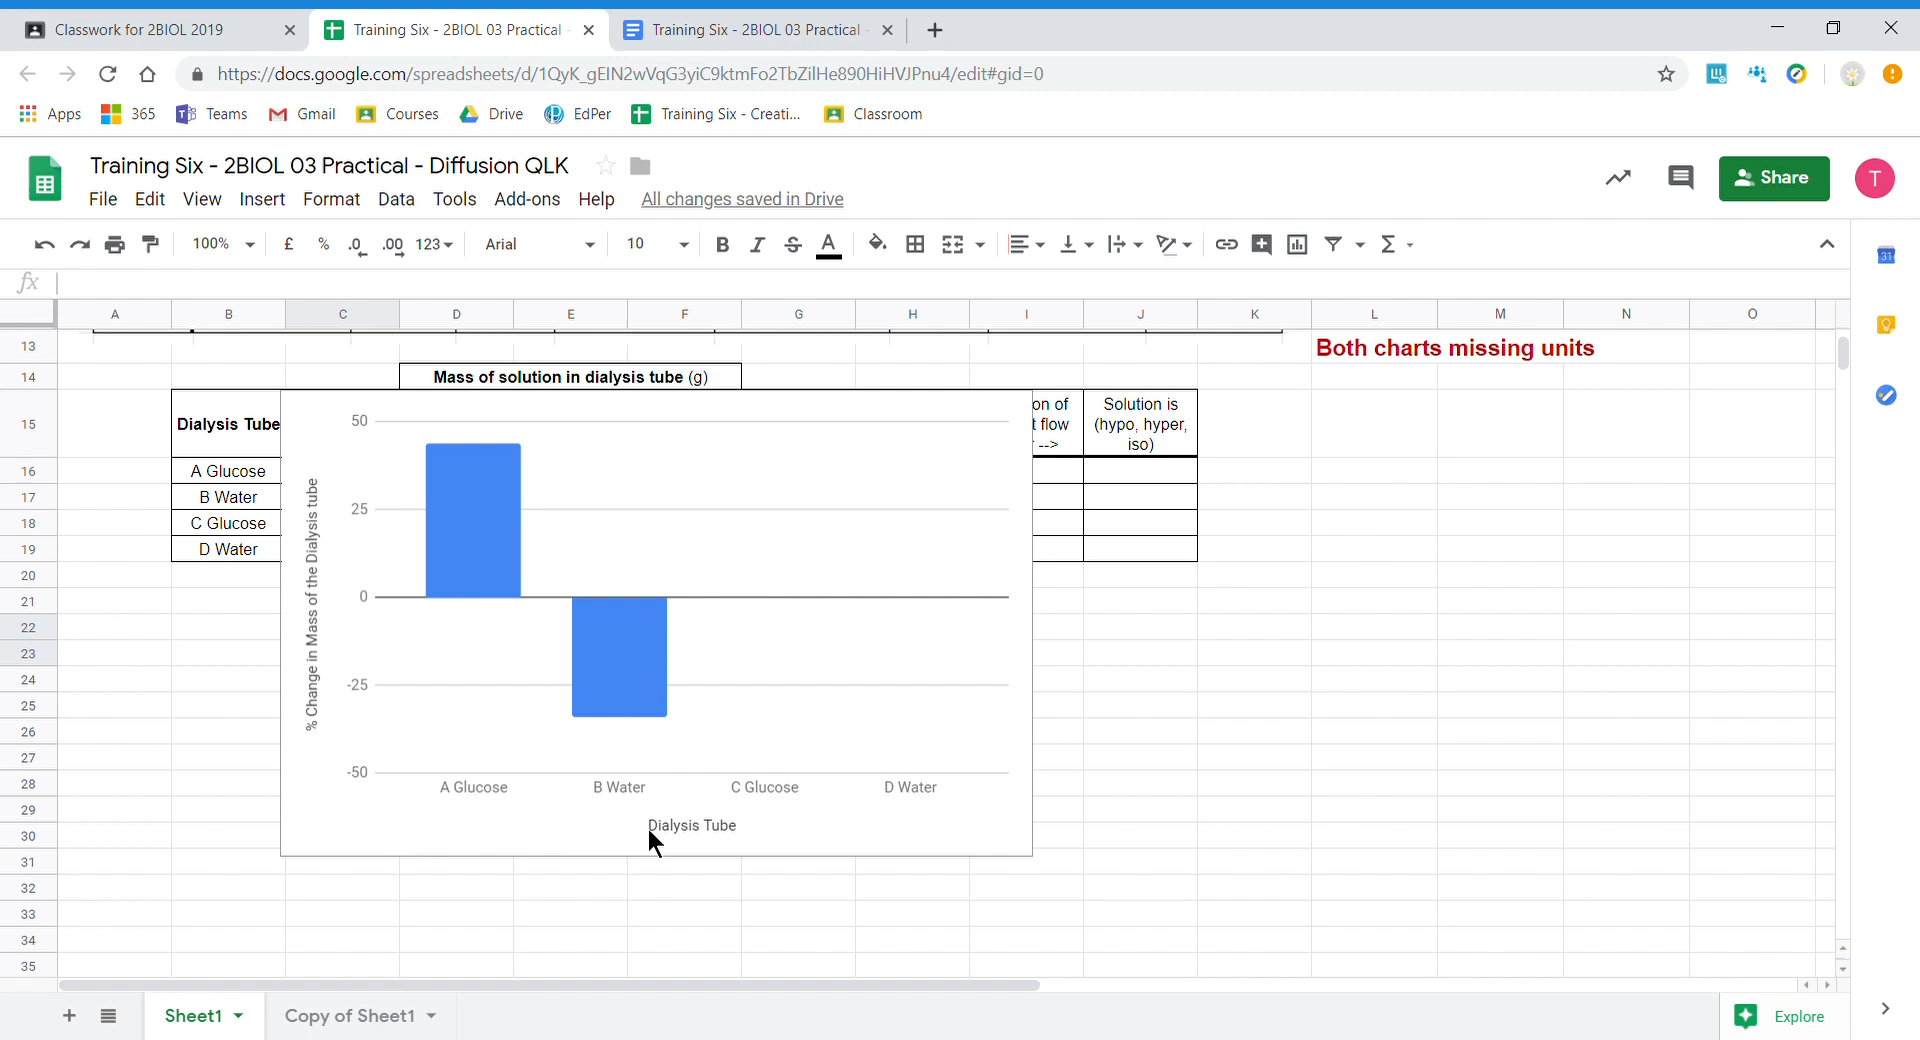 Classwork for 2BIOL 2019
Training Six - 2BIOL 03 Practical -
Training Six - 2BIOL 03 Practical -
https://docs.google.com/spreadsheets/d/1QyK_gEIN2wVqG3yiC9ktmFo2TbZilHe890HiHVJPnu4/edit#gid=0
Apps 365 Teams Gmail Courses Drive EdPer Training Six - Creati... Classroom
Training Six - 2BIOL 03 Practical - Diffusion QLK
Share
T
File Edit View Insert Format Data Tools Add-ons Help All changes saved in Drive
100% £ % .0 .00 123 Arial 10 B I S A Σ
31
fx
A B C D E F G H I J K L M N O
13 Both charts missing units
14 Mass of solution in dialysis tube (g)
15 Dialysis Tube
on of
t flow
-->
Solution is
(hypo, hyper,
iso)
16 A Glucose
17 B Water
18 C Glucose
19 D Water
20
21
22
23
24
25
26
27
28
29
30
31
32
33
34
35
% Change in Mass of the Dialysis tube
50
25
0
-25
-50
A Glucose B Water C Glucose D Water
Dialysis Tube
Sheet1 Copy of Sheet1
Explore